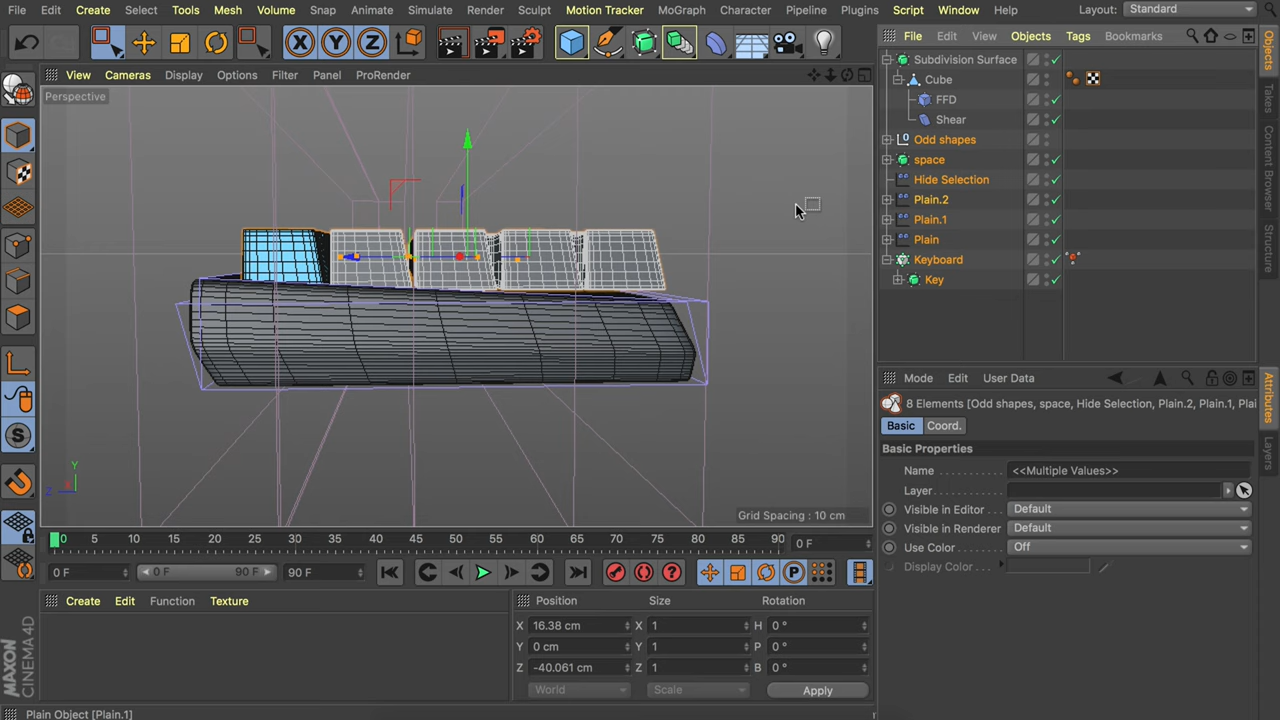 File Edit Create Select Tools Mesh Volume Snap Animate Simulate Render Sculpt Motion Tracker MoGraph Character Pipeline Plugins Script Window Help Layout: Standard
X Y Z
File Edit View Objects Tags Bookmarks
View Cameras Display Options Filter Panel ProRender
Perspective
Subdivision Surface
Cube
FFD
Shear
Odd shapes
space
Hide Selection
Plain.2
Plain.1
Plain
Keyboard
Key
Objects
Takes
Content Browser
Structure
Mode Edit User Data
8 Elements [Odd shapes, space, Hide Selection, Plain.2, Plain.1, Plai
Basic Coord.
Basic Properties
Name <<Multiple Values>>
Layer
Visible in Editor Default
Visible in Renderer Default
Use Color Off
Display Color
Attributes
Layers
Y
X
Z
Grid Spacing : 10 cm
0 5 10 15 20 25 30 35 40 45 50 55 60 65 70 75 80 85 90 0 F
0 F 0 F 90 F 90 F
Create Edit Function Texture
Position Size Rotation
X 16.38 cm X 1 H 0 °
Y 0 cm Y 1 P 0 °
Z -40.061 cm Z 1 B 0 °
World Scale Apply
MAXON CINEMA 4D
Plain Object [Plain.1]